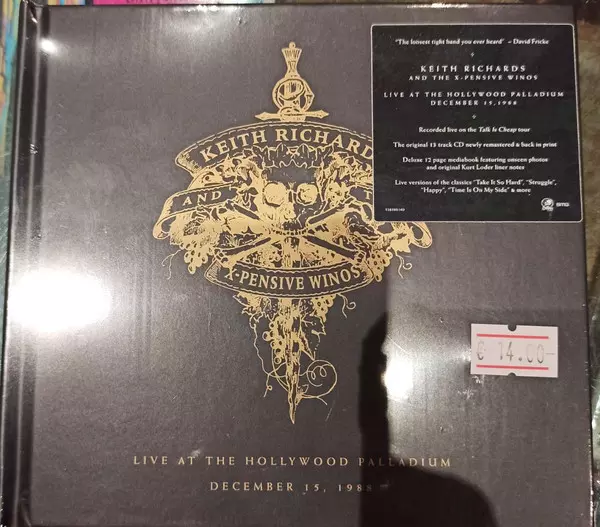 "The loosest tight band you ever heard" – David Fricke
KEITH RICHARDS
AND THE X-PENSIVE WINOS
LIVE AT THE HOLLYWOOD PALLADIUM
DECEMBER 15, 1988
Recorded live on the Talk Is Cheap tour
The original 13 track CD newly remastered & back in print
Deluxe 12 page mediabook featuring unseen photos
and original Kurt Loder liner notes
Live versions of the classics "Take It So Hard", "Struggle",
"Happy", "Time Is On My Side" & more
BMG
KEITH RICHARDS
AND
X-PENSIVE WINOS
€ 14.00-
LIVE AT THE HOLLYWOOD PALLADIUM
DECEMBER 15, 1988